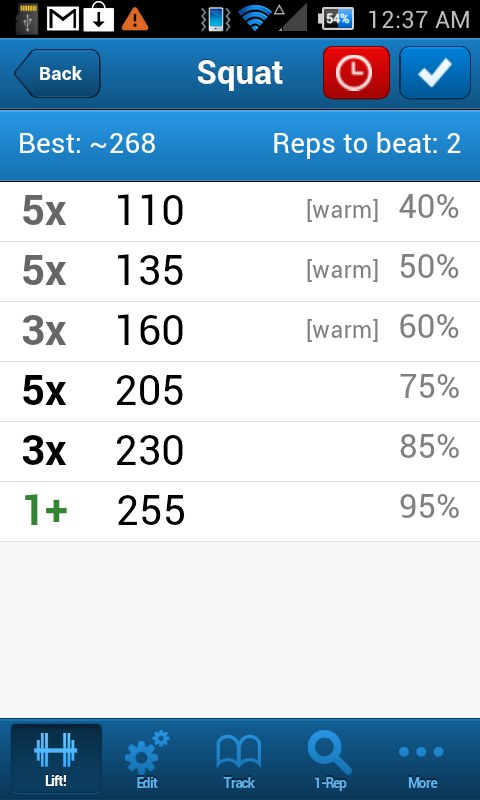 54% 12:37 AM
Back Squat
Best: ~268 Reps to beat: 2
5x 110 [warm] 40%
5x 135 [warm] 50%
3x 160 [warm] 60%
5x 205 75%
3x 230 85%
1+ 255 95%
Lift! Edit Track 1-Rep More